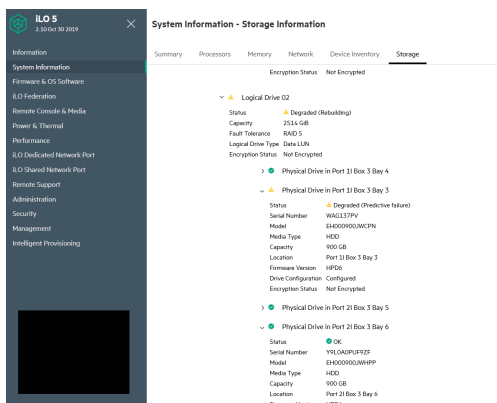 iLO 5
2.10 Oct 30 2019
System Information - Storage Information
Information
System Information
Firmware & OS Software
iLO Federation
Remote Console & Media
Power & Thermal
Performance
iLO Dedicated Network Port
iLO Shared Network Port
Remote Support
Administration
Security
Management
Intelligent Provisioning
Summary Processors Memory Network Device Inventory Storage
Encryption Status Not Encrypted
Logical Drive 02
Status Degraded (Rebuilding)
Capacity 2514 GiB
Fault Tolerance RAID 5
Logical Drive Type Data LUN
Encryption Status Not Encrypted
Physical Drive in Port 1I Box 3 Bay 4
Physical Drive in Port 1I Box 3 Bay 3
Status Degraded (Predictive failure)
Serial Number WAG137PV
Model EH000900JWCPN
Media Type HDD
Capacity 900 GB
Location Port 1I Box 3 Bay 3
Firmware Version HPD6
Drive Configuration Configured
Encryption Status Not Encrypted
Physical Drive in Port 2I Box 3 Bay 5
Physical Drive in Port 2I Box 3 Bay 6
Status OK
Serial Number Y9L0A0PUF9ZF
Model EH000900JWHPP
Media Type HDD
Capacity 900 GB
Location Port 2I Box 3 Bay 6